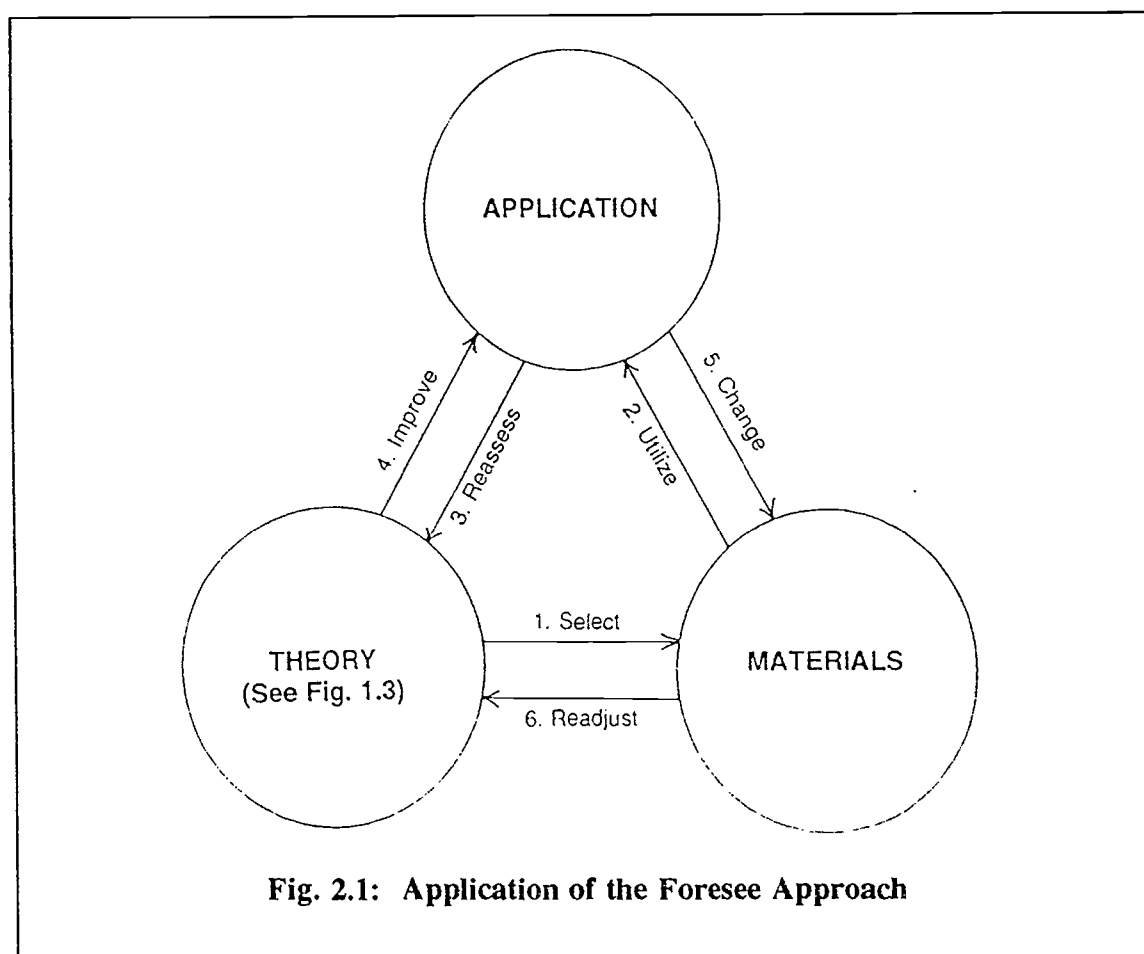 APPLICATION
4. Improve
3. Reassess
2. Utilize
5. Change
1. Select
THEORY
(See Fig. 1.3)
MATERIALS
6. Readjust
Fig. 2.1: Application of the Foresee Approach